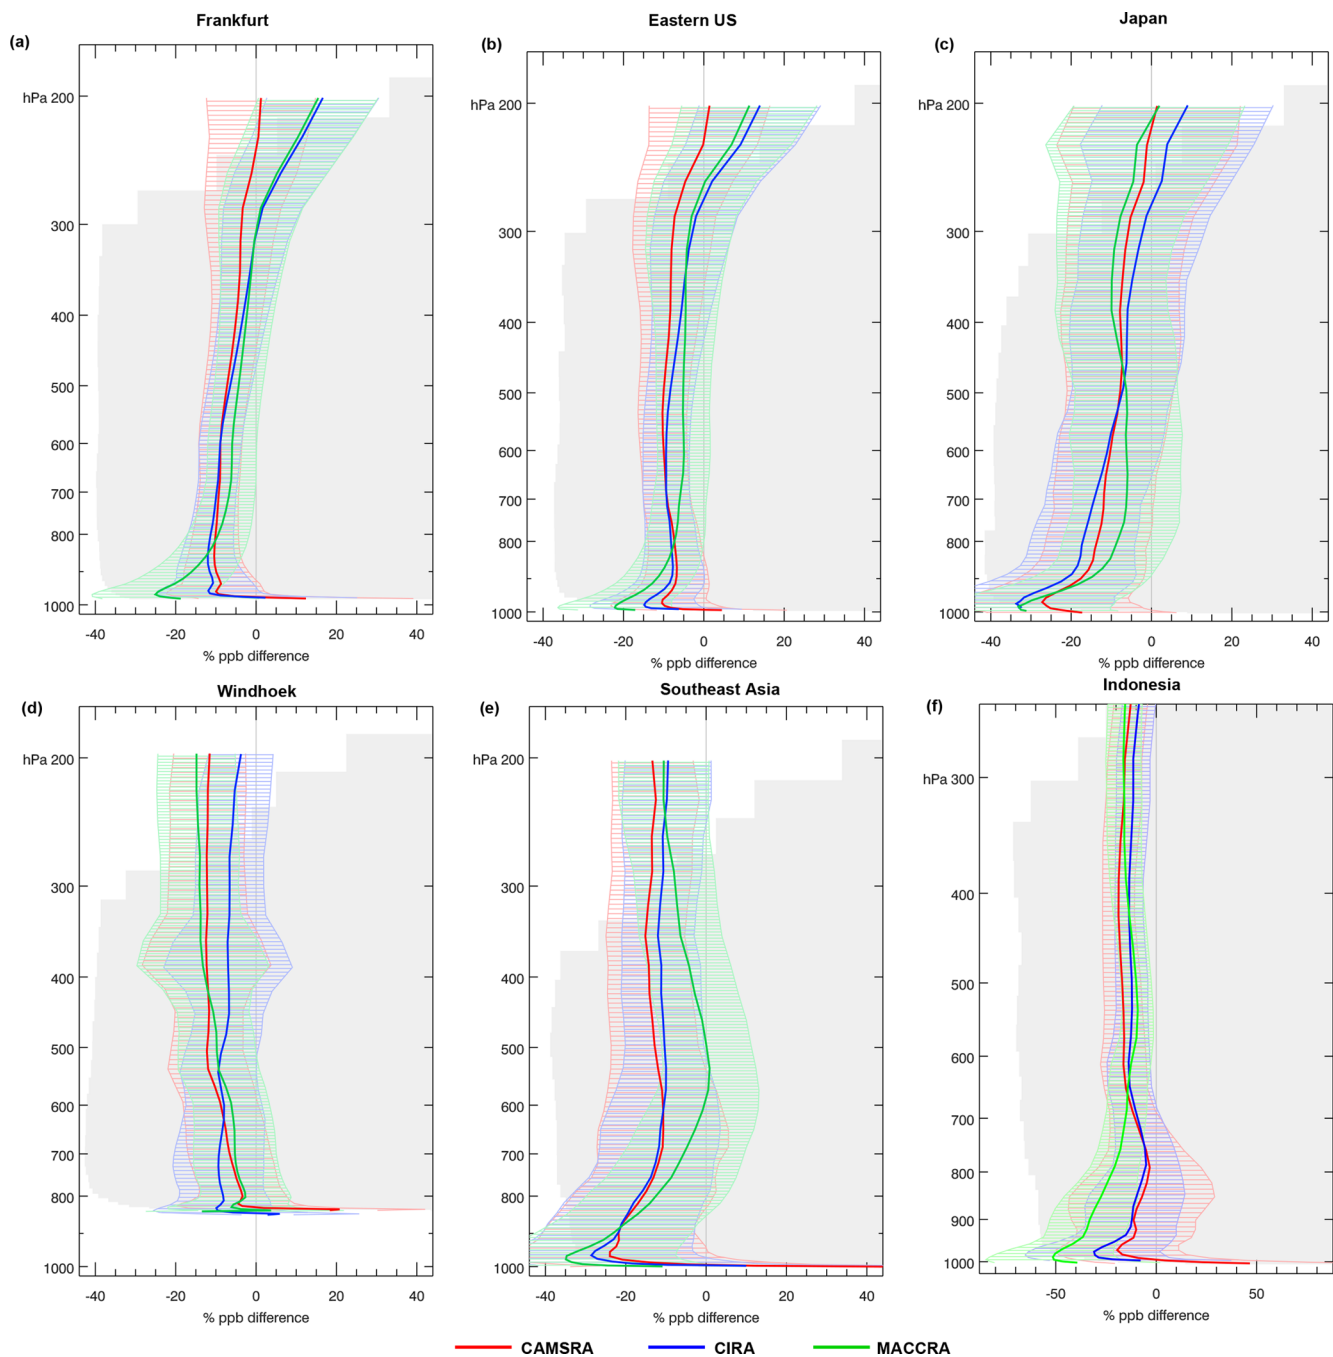 Frankfurt
Eastern US
Japan
(a)
(b)
(c)
hPa 200
300
400
500
600
700
800
1000
-40 -20 0 20 40
% ppb difference
200
300
400
500
600
700
800
1000
-40 -20 0 20 40
% ppb difference
hPa 200
300
400
500
600
700
800
1000
-40 -20 0 20 40
% ppb difference
Windhoek
Southeast Asia
Indonesia
(d)
(e)
(f)
hPa 200
300
400
500
600
700
800
1000
-40 -20 0 20 40
% ppb difference
hPa 200
300
400
500
600
700
800
1000
-40 -20 0 20 40
% ppb difference
hPa 300
400
500
600
700
800
900
1000
-50 0 50
% ppb difference
CAMSRA CIRA MACCRA